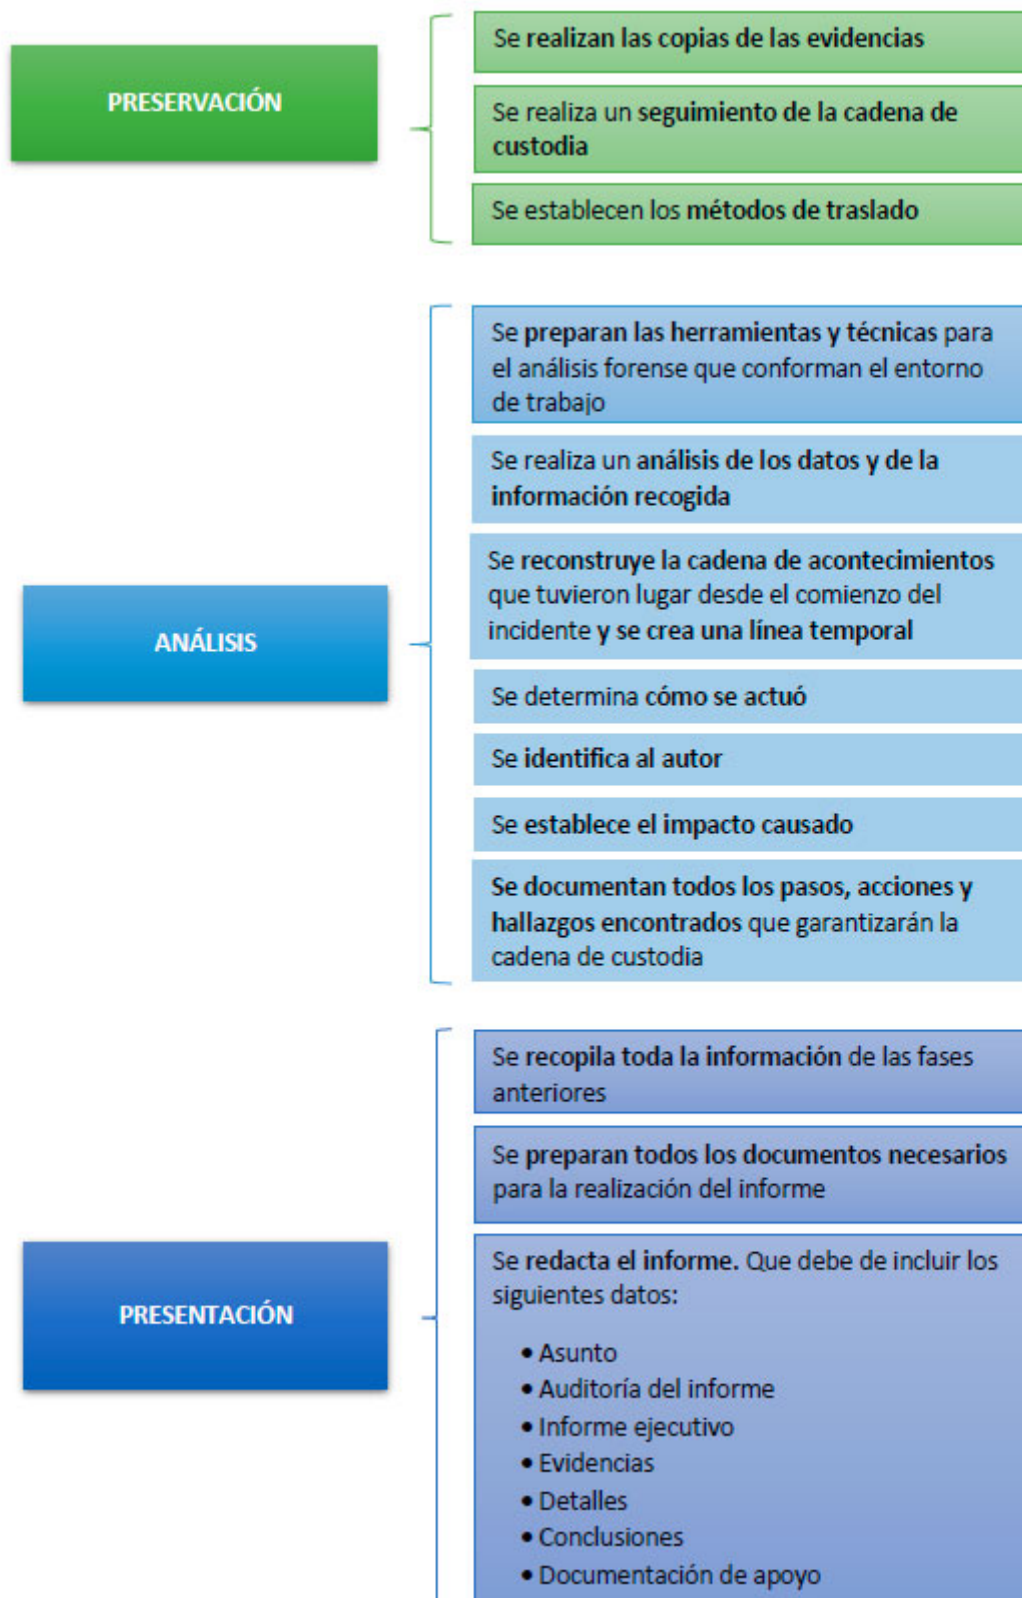 PRESERVACIÓN
Se realizan las copias de las evidencias
Se realiza un seguimiento de la cadena de
custodia
Se establecen los métodos de traslado
ANÁLISIS
Se preparan las herramientas y técnicas para
el análisis forense que conforman el entorno
de trabajo
Se realiza un análisis de los datos y de la
información recogida
Se reconstruye la cadena de acontecimientos
que tuvieron lugar desde el comienzo del
incidente y se crea una línea temporal
Se determina cómo se actuó
Se identifica al autor
Se establece el impacto causado
Se documentan todos los pasos, acciones y
hallazgos encontrados que garantizarán la
cadena de custodia
PRESENTACIÓN
Se recopila toda la información de las fases
anteriores
Se preparan todos los documentos necesarios
para la realización del informe
Se redacta el informe. Que debe de incluir los
siguientes datos:
• Asunto
• Auditoría del informe
• Informe ejecutivo
• Evidencias
• Detalles
• Conclusiones
• Documentación de apoyo